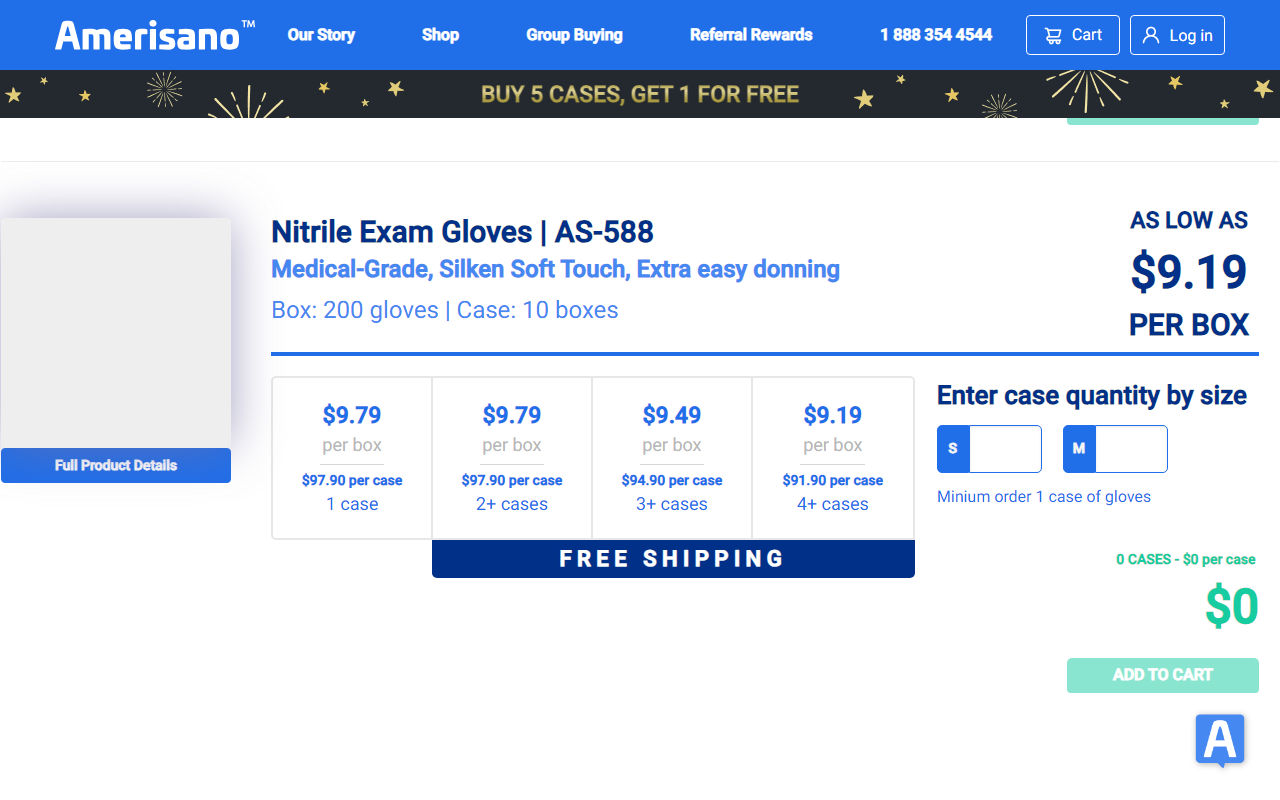 Amerisano™ Our Story Shop Group Buying Referral Rewards 1 888 354 4544 Cart Log in
BUY 5 CASES, GET 1 FOR FREE
Nitrile Exam Gloves | AS-588
Medical-Grade, Silken Soft Touch, Extra easy donning
Box: 200 gloves | Case: 10 boxes
AS LOW AS
$9.19
PER BOX
Full Product Details
$9.79
per box
$97.90 per case
1 case
$9.79
per box
$97.90 per case
2+ cases
$9.49
per box
$94.90 per case
3+ cases
$9.19
per box
$91.90 per case
4+ cases
FREE SHIPPING
Enter case quantity by size
S M
Minium order 1 case of gloves
0 CASES - $0 per case
$0
ADD TO CART
A